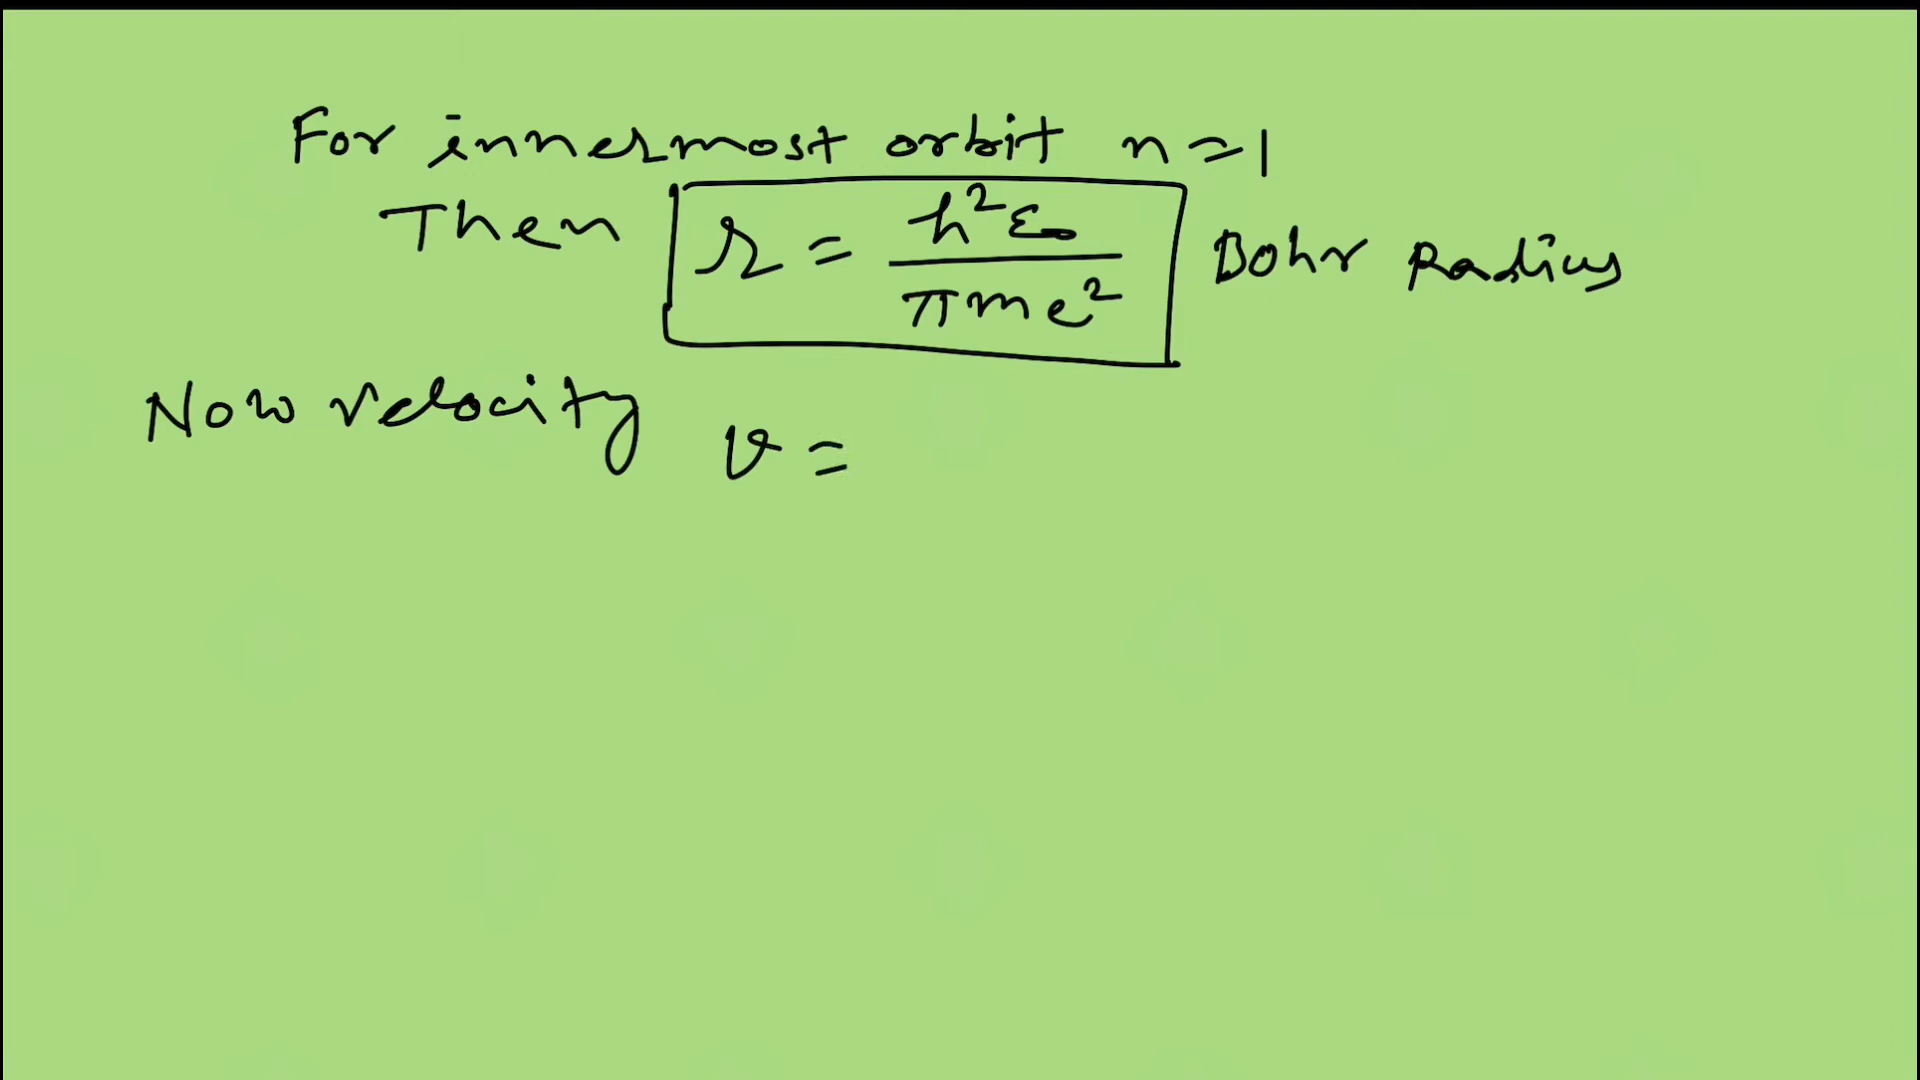 For innermost orbit n=1
Then r = h²ε₀ / πme² Bohr Radius
Now velocity v =